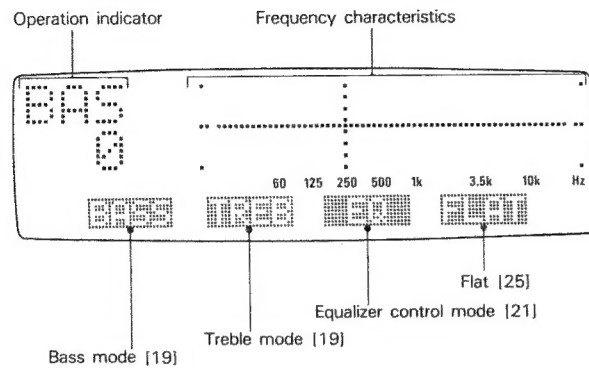 Operation indicator Frequency characteristics
BAS
0
60 125 250 500 1k 3.5k 10k Hz
BASS TREB EQ FLAT
Flat [25]
Equalizer control mode [21]
Treble mode [19]
Bass mode [19]